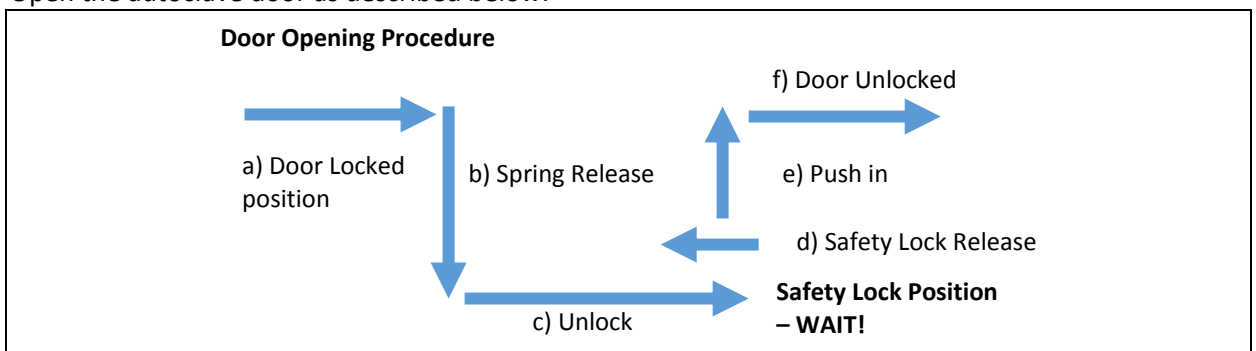 Open the autoclave door as described below:
Door Opening Procedure
f) Door Unlocked
a) Door Locked
position
b) Spring Release
e) Push in
d) Safety Lock Release
c) Unlock
Safety Lock Position
– WAIT!